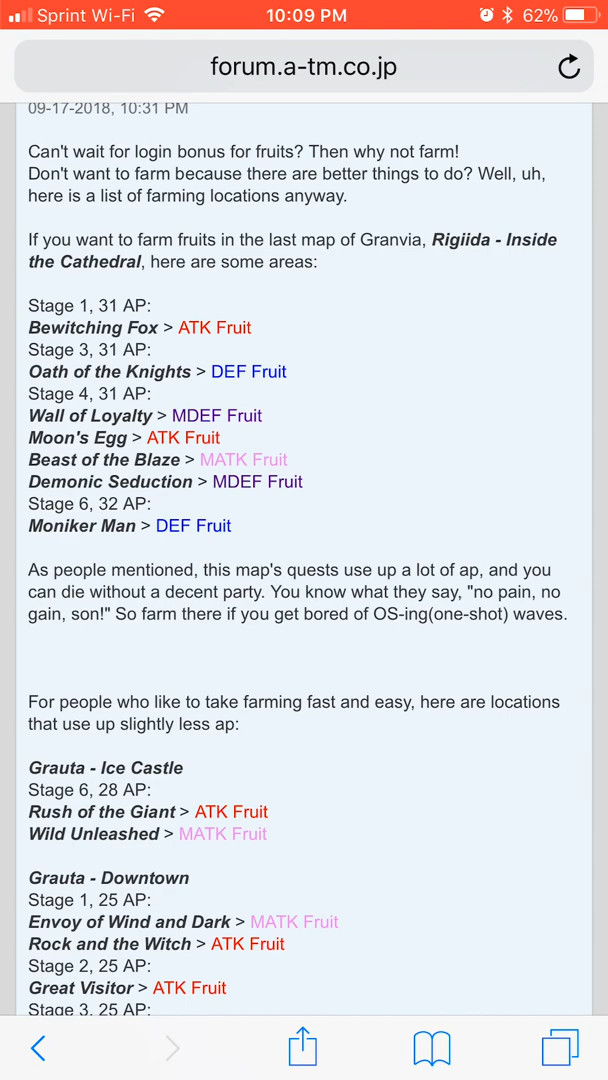 Sprint Wi-Fi 10:09 PM 62%
forum.a-tm.co.jp
09-17-2018, 10:31 PM
Can't wait for login bonus for fruits? Then why not farm!
Don't want to farm because there are better things to do? Well, uh,
here is a list of farming locations anyway.
If you want to farm fruits in the last map of Granvia, Rigiida - Inside
the Cathedral, here are some areas:
Stage 1, 31 AP:
Bewitching Fox > ATK Fruit
Stage 3, 31 AP:
Oath of the Knights > DEF Fruit
Stage 4, 31 AP:
Wall of Loyalty > MDEF Fruit
Moon's Egg > ATK Fruit
Beast of the Blaze > MATK Fruit
Demonic Seduction > MDEF Fruit
Stage 6, 32 AP:
Moniker Man > DEF Fruit
As people mentioned, this map's quests use up a lot of ap, and you
can die without a decent party. You know what they say, "no pain, no
gain, son!" So farm there if you get bored of OS-ing(one-shot) waves.
For people who like to take farming fast and easy, here are locations
that use up slightly less ap:
Grauta - Ice Castle
Stage 6, 28 AP:
Rush of the Giant > ATK Fruit
Wild Unleashed > MATK Fruit
Grauta - Downtown
Stage 1, 25 AP:
Envoy of Wind and Dark > MATK Fruit
Rock and the Witch > ATK Fruit
Stage 2, 25 AP:
Great Visitor > ATK Fruit
Stage 3, 25 AP: